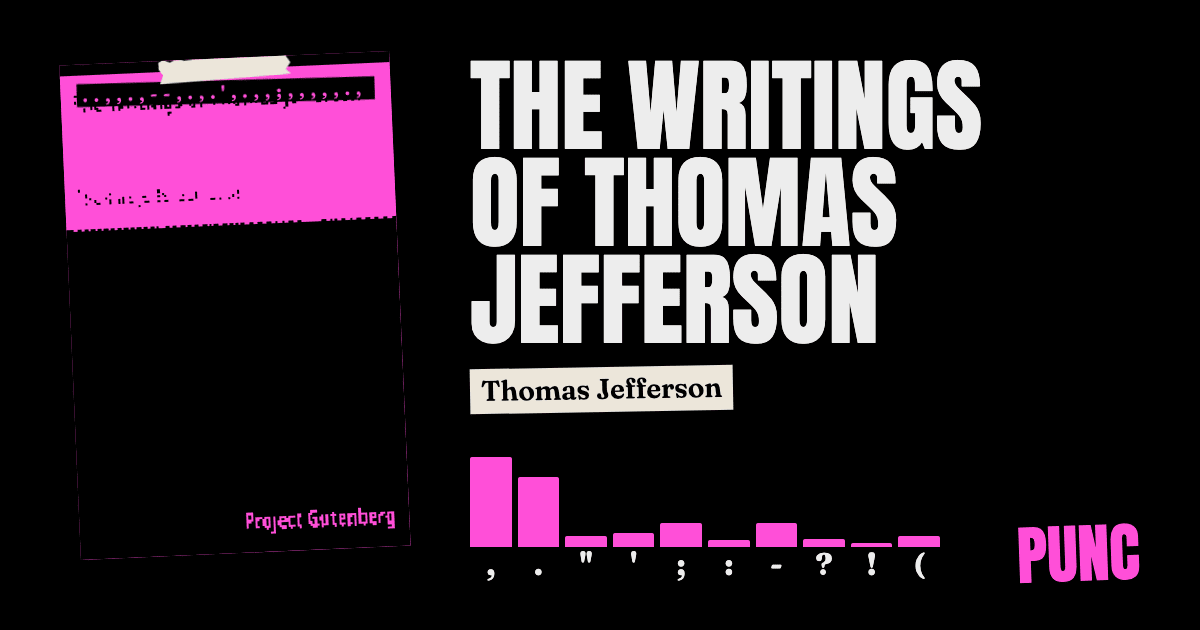 . . , , . , - - , . , . ' , . , , ; , , , , . , ,
Project Gutenberg
THE WRITINGS
OF THOMAS
JEFFERSON
Thomas Jefferson
, . " ' ; : - ? ! (
PUNC